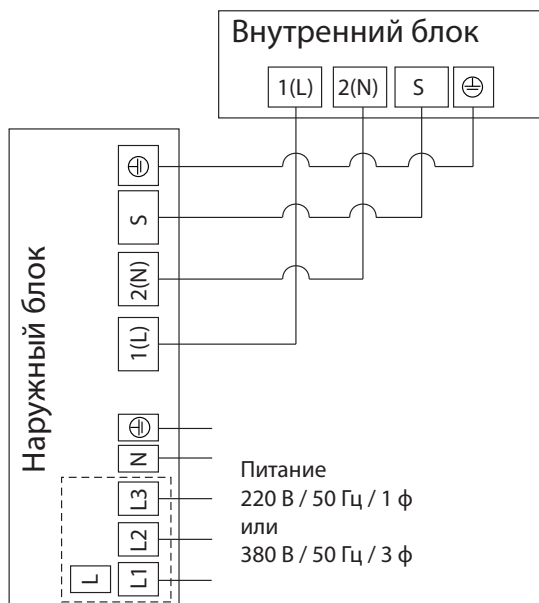 Внутренний блок
1(L) 2(N) S
Наружный блок
S
2(N)
1(L)
N
L3
L2
L L1
Питание
220 В / 50 Гц / 1 ф
или
380 В / 50 Гц / 3 ф